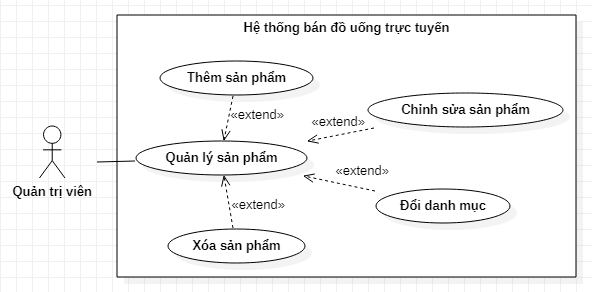 Hệ thống bán đồ uống trực tuyến
Thêm sản phẩm
«extend»
Chỉnh sửa sản phẩm
«extend»
Quản lý sản phẩm
Quản trị viên
«extend»
Đổi danh mục
«extend»
Xóa sản phẩm